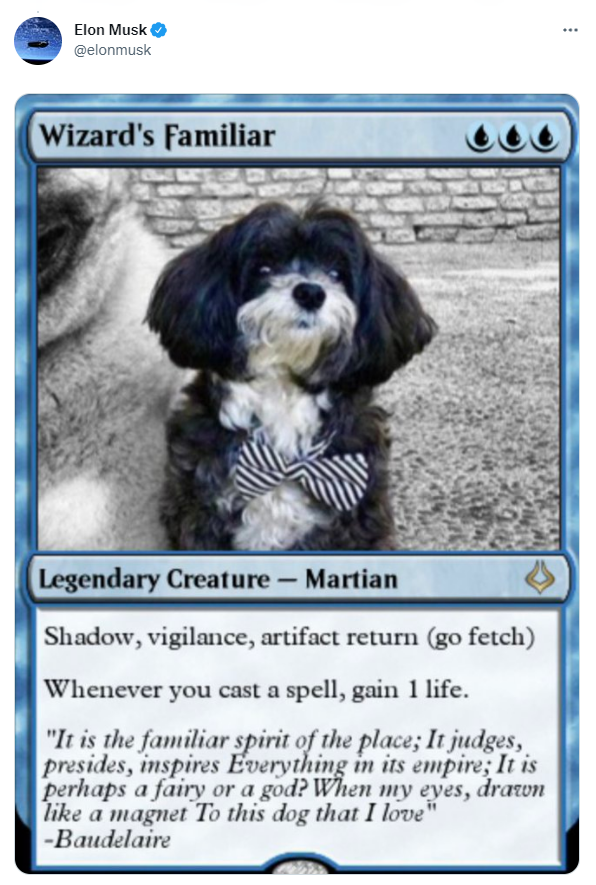 Elon Musk
@elonmusk
Wizard's Familiar
Legendary Creature — Martian
Shadow, vigilance, artifact return (go fetch)
Whenever you cast a spell, gain 1 life.
"It is the familiar spirit of the place; It judges,
presides, inspires Everything in its empire; It is
perhaps a fairy or a god? When my eyes, drawn
like a magnet To this dog that I love"
-Baudelaire